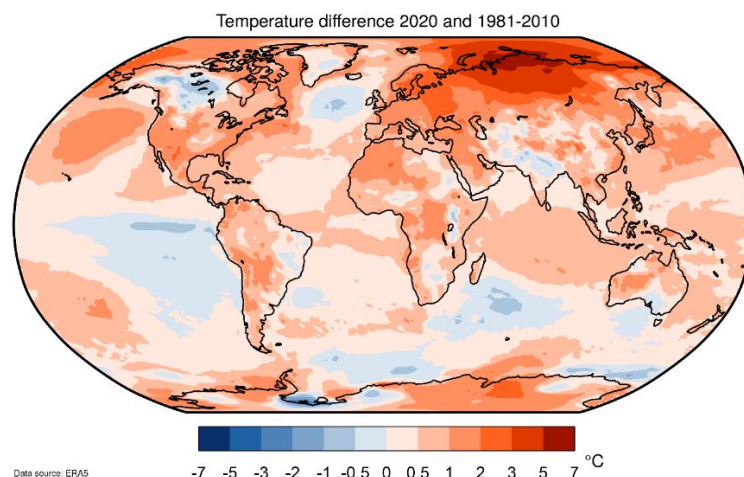 Temperature difference 2020 and 1981-2010
°C
-7 -5 -3 -2 -1 -0.5 0 0.5 1 2 3 5 7
Data source: ERA5